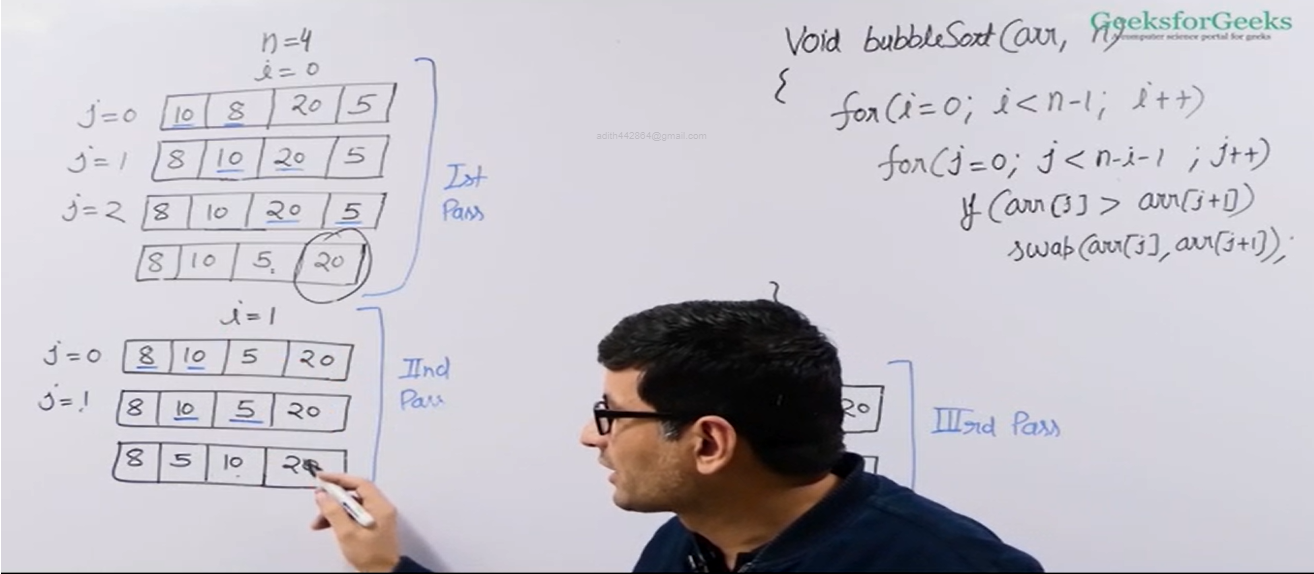 GeeksforGeeks
A computer science portal for geeks
adith442864@gmail.com
n=4
i=0
j=0 10 8 20 5
j=1 8 10 20 5
j=2 8 10 20 5
8 10 5 20
Ist
Pass
i=1
j=0 8 10 5 20
j=1 8 10 5 20
8 5 10 20
IInd
Pass
Void bubbleSort(arr, n)
{
for(i=0; i<n-1; i++)
for(j=0; j<n-i-1 ; j++)
if (arr[j] > arr[j+1])
swap(arr[j], arr[j+1]);
}
20
IIIrd Pass